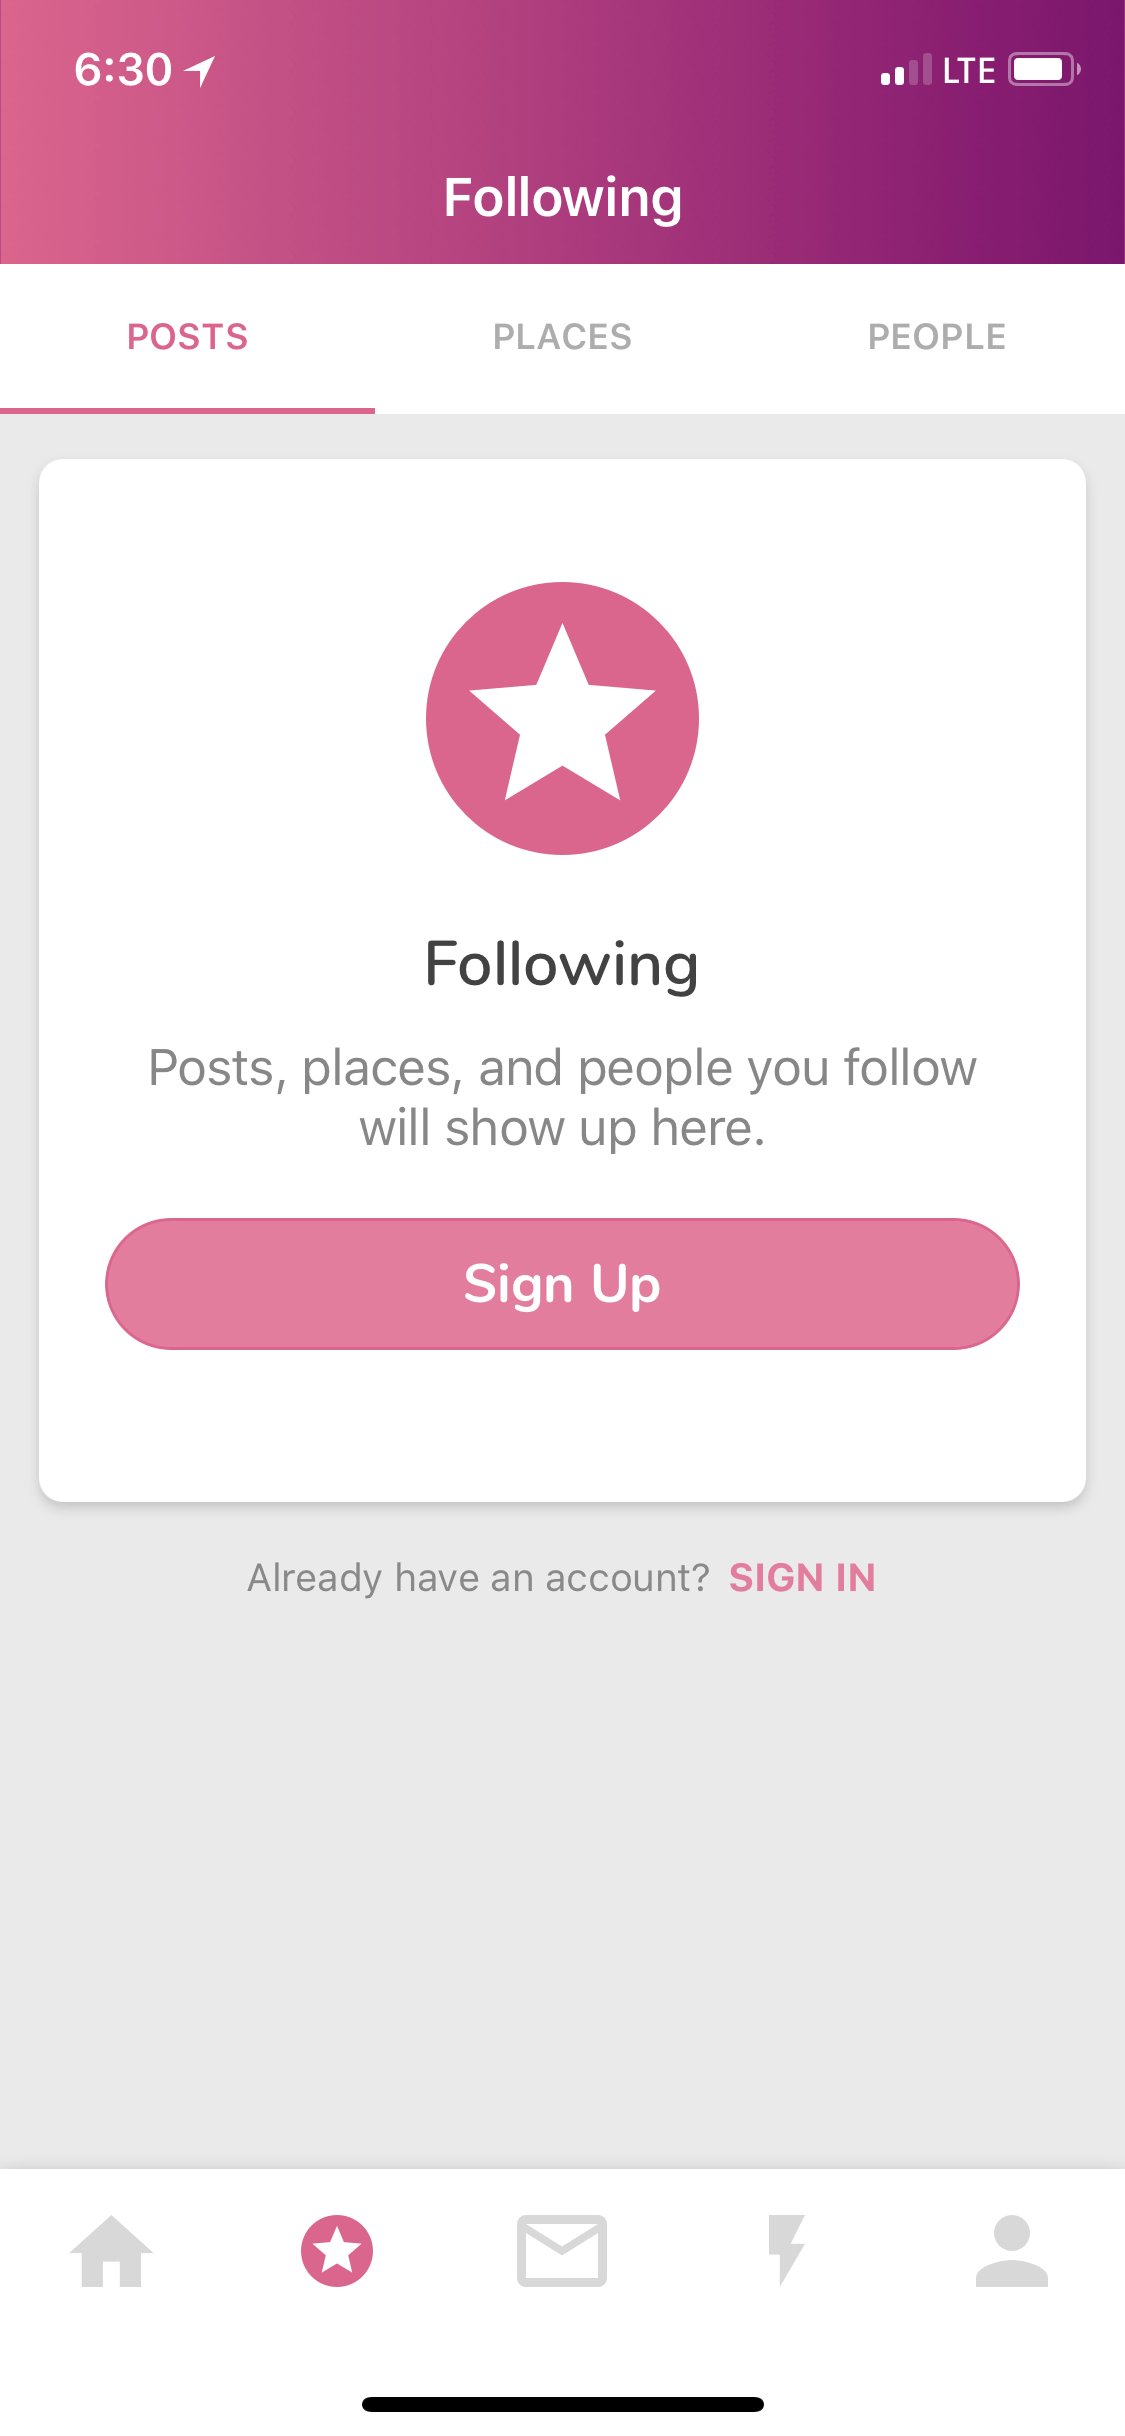 6:30
LTE
Following
POSTS
PLACES
PEOPLE
Following
Posts, places, and people you follow
will show up here.
Sign Up
Already have an account? SIGN IN